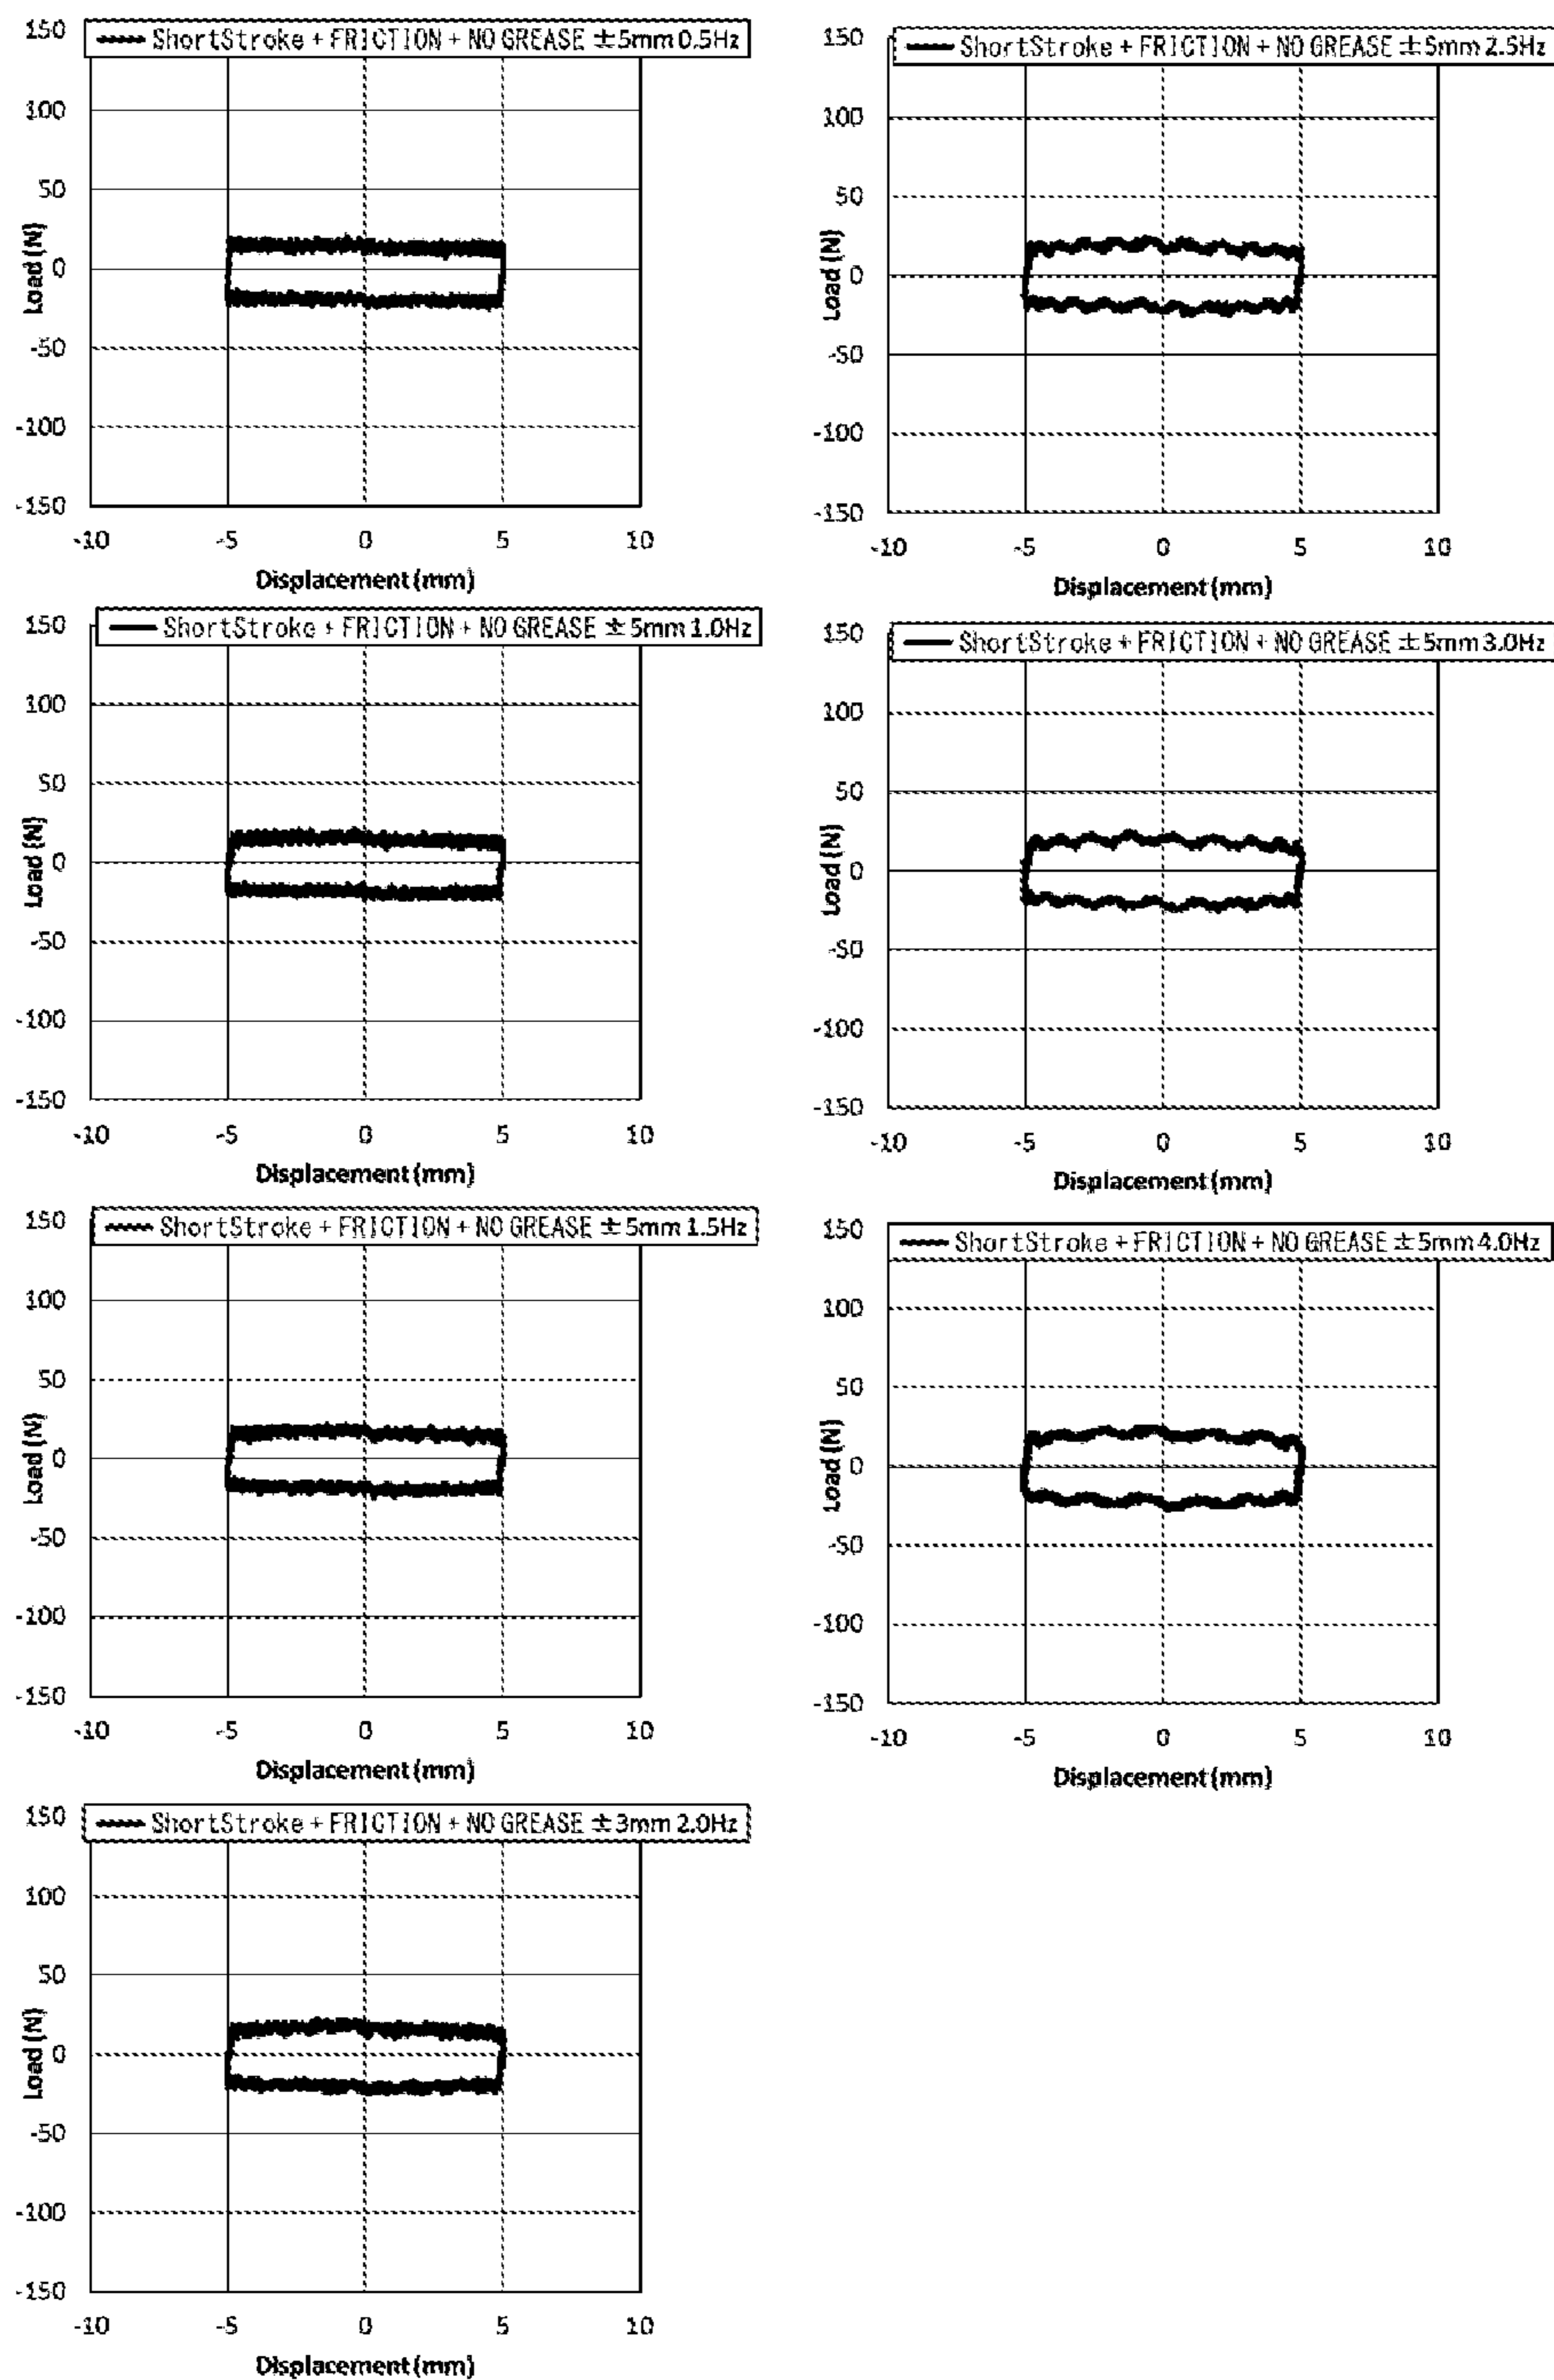 ShortStroke + FRICTION + NO GREASE ±5mm 0.5Hz
150
100
50
0
-50
-100
-150
Load (N)
-10 -5 0 5 10
Displacement (mm)
ShortStroke + FRICTION + NO GREASE ±5mm 2.5Hz
150
100
50
0
-50
-100
-150
Load (N)
-10 -5 0 5 10
Displacement (mm)
ShortStroke + FRICTION + NO GREASE ±5mm 1.0Hz
150
100
50
0
-50
-100
-150
Load (N)
-10 -5 0 5 10
Displacement (mm)
ShortStroke + FRICTION + NO GREASE ±5mm 3.0Hz
150
100
50
0
-50
-100
-150
Load (N)
-10 -5 0 5 10
Displacement (mm)
ShortStroke + FRICTION + NO GREASE ±5mm 1.5Hz
150
100
50
0
-50
-100
-150
Load (N)
-10 -5 0 5 10
Displacement (mm)
ShortStroke + FRICTION + NO GREASE ±5mm 4.0Hz
150
100
50
0
-50
-100
-150
Load (N)
-10 -5 0 5 10
Displacement (mm)
ShortStroke + FRICTION + NO GREASE ±3mm 2.0Hz
150
100
50
0
-50
-100
-150
Load (N)
-10 -5 0 5 10
Displacement (mm)